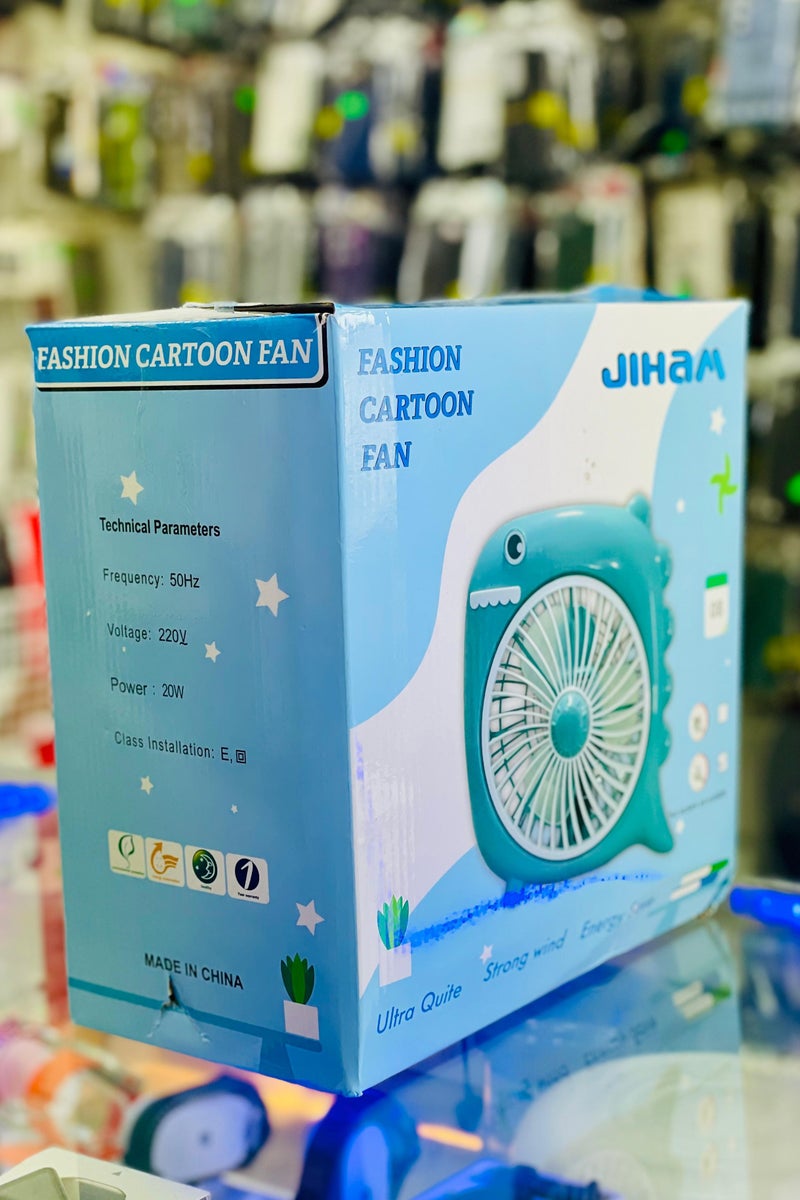 FASHION CARTOON FAN
Technical Parameters
Frequency: 50Hz
Voltage: 220V
Power : 20W
Class Installation: E,
MADE IN CHINA
FASHION
CARTOON
FAN
JIHaM
Ultra Quite Strong wind Energy